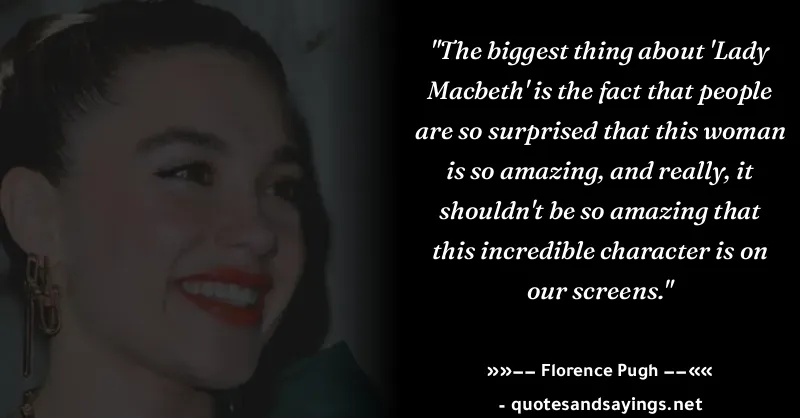 "The biggest thing about 'Lady
Macbeth' is the fact that people
are so surprised that this woman
is so amazing, and really, it
shouldn't be so amazing that
this incredible character is on
our screens."
»»–– Florence Pugh ––««
- quotesandsayings.net